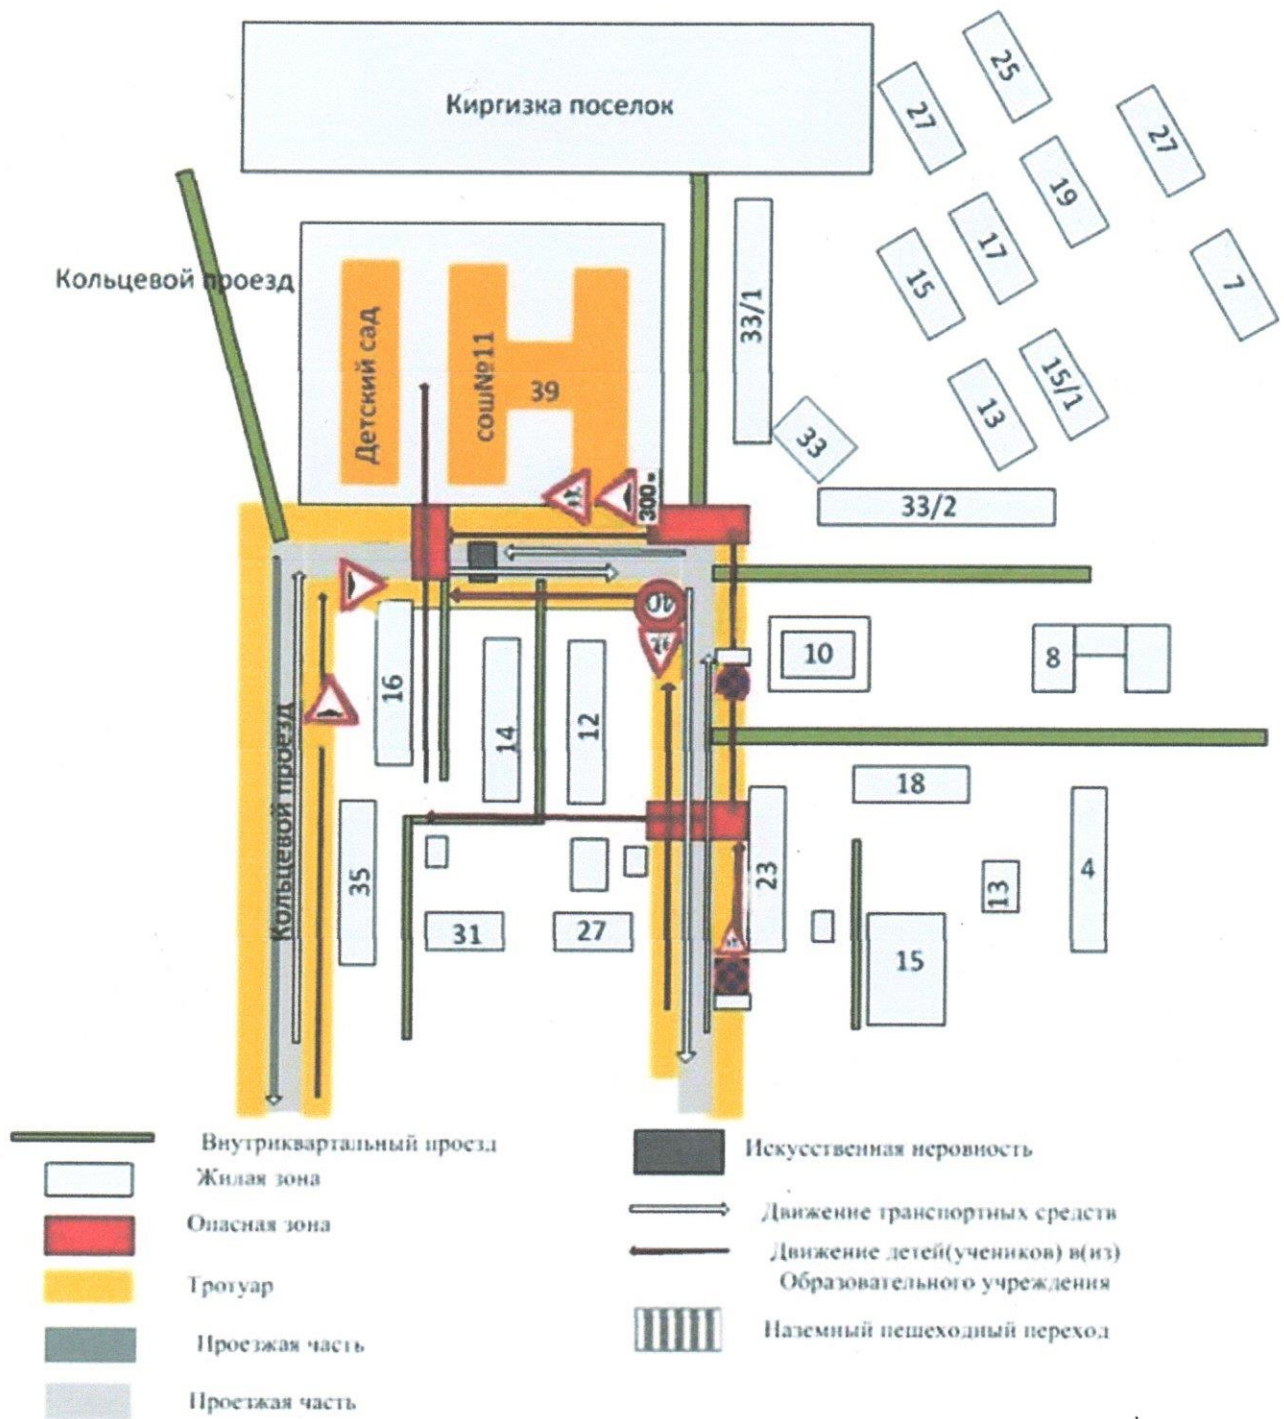 Киргизка поселок
25
27
27
19
17
15
7
Кольцевой проезд
33/1
Детский сад
сош№11
39
15/1
13
33
300м
33/2
40
10
8
16
14
12
Кольцевой проезд
18
35
23
13
4
31
27
15
Внутриквартальный проезд
Жилая зона
Опасная зона
Тротуар
Проезжая часть
Проезжая часть
Искусственная неровность
Движение транспортных средств
Движение детей(учеников) в(из)
Образовательного учреждения
Наземный пешеходный переход